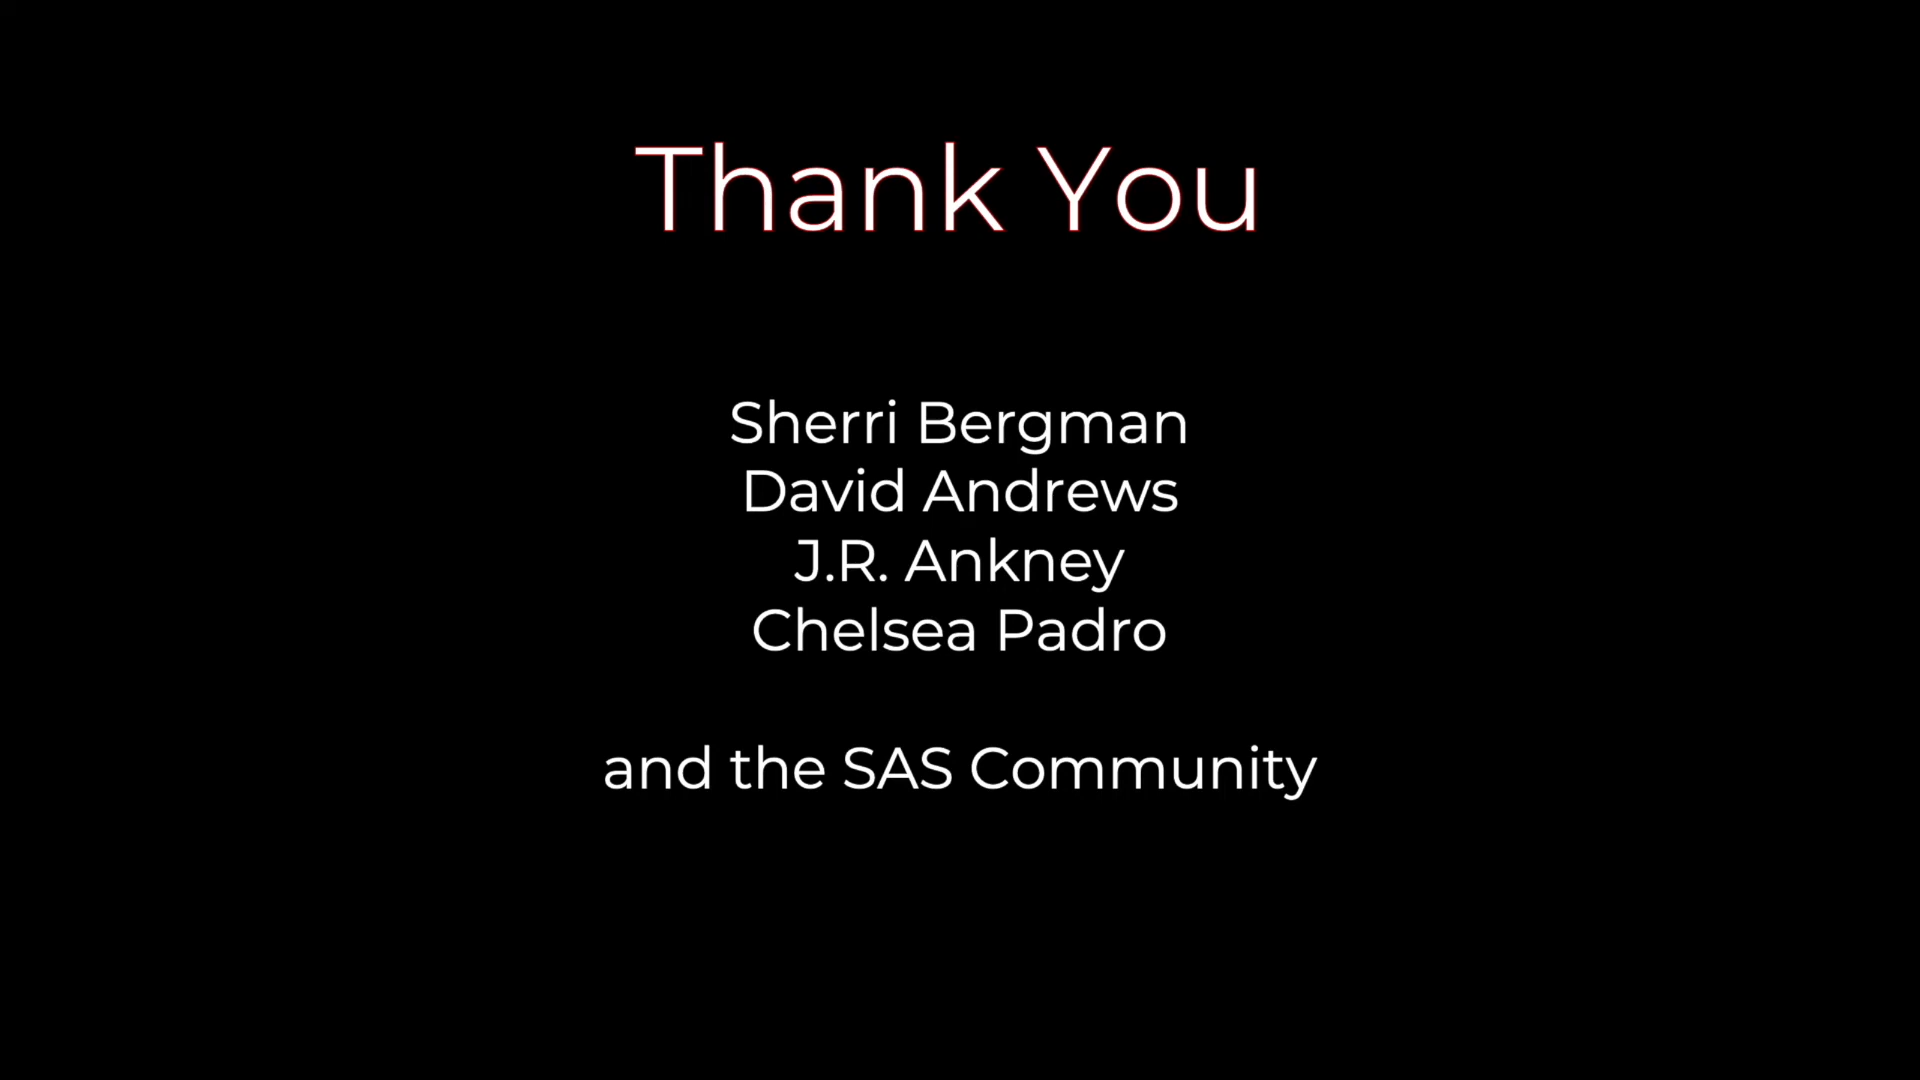 Thank You
Sherri Bergman
David Andrews
J.R. Ankney
Chelsea Padro
and the SAS Community